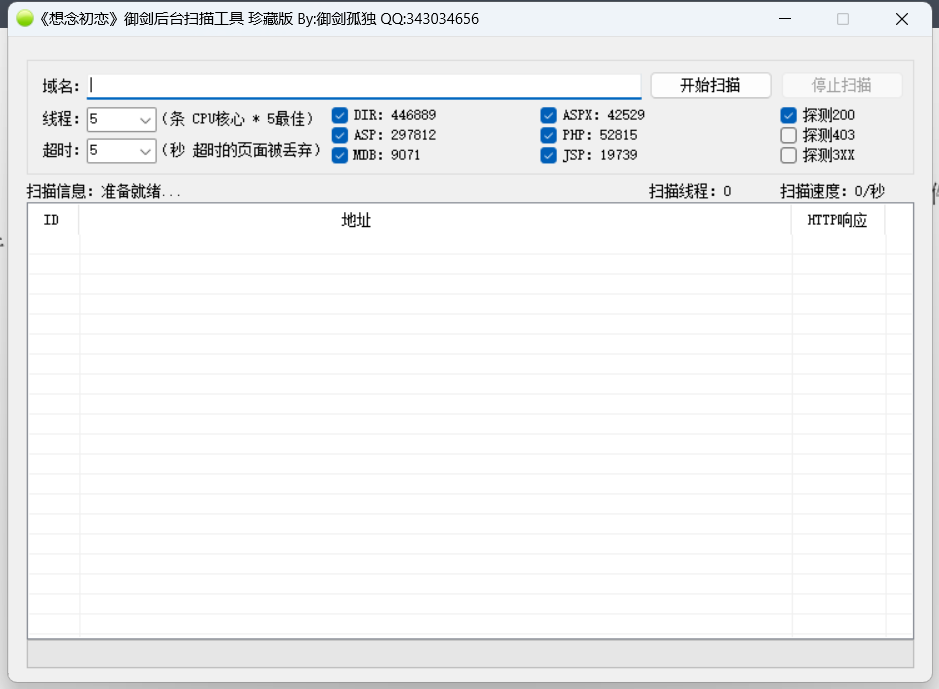 《想念初恋》御剑后台扫描工具 珍藏版 By:御剑孤独 QQ:343034656
域名： 开始扫描 停止扫描
线程： 5 (条 CPU核心 * 5最佳) DIR: 446889 ASPX: 42529 探测200
ASP: 297812 PHP: 52815 探测403
超时： 5 (秒 超时的页面被丢弃) MDB: 9071 JSP: 19739 探测3XX
扫描信息：准备就绪... 扫描线程：0 扫描速度：0/秒
ID 地址 HTTP响应